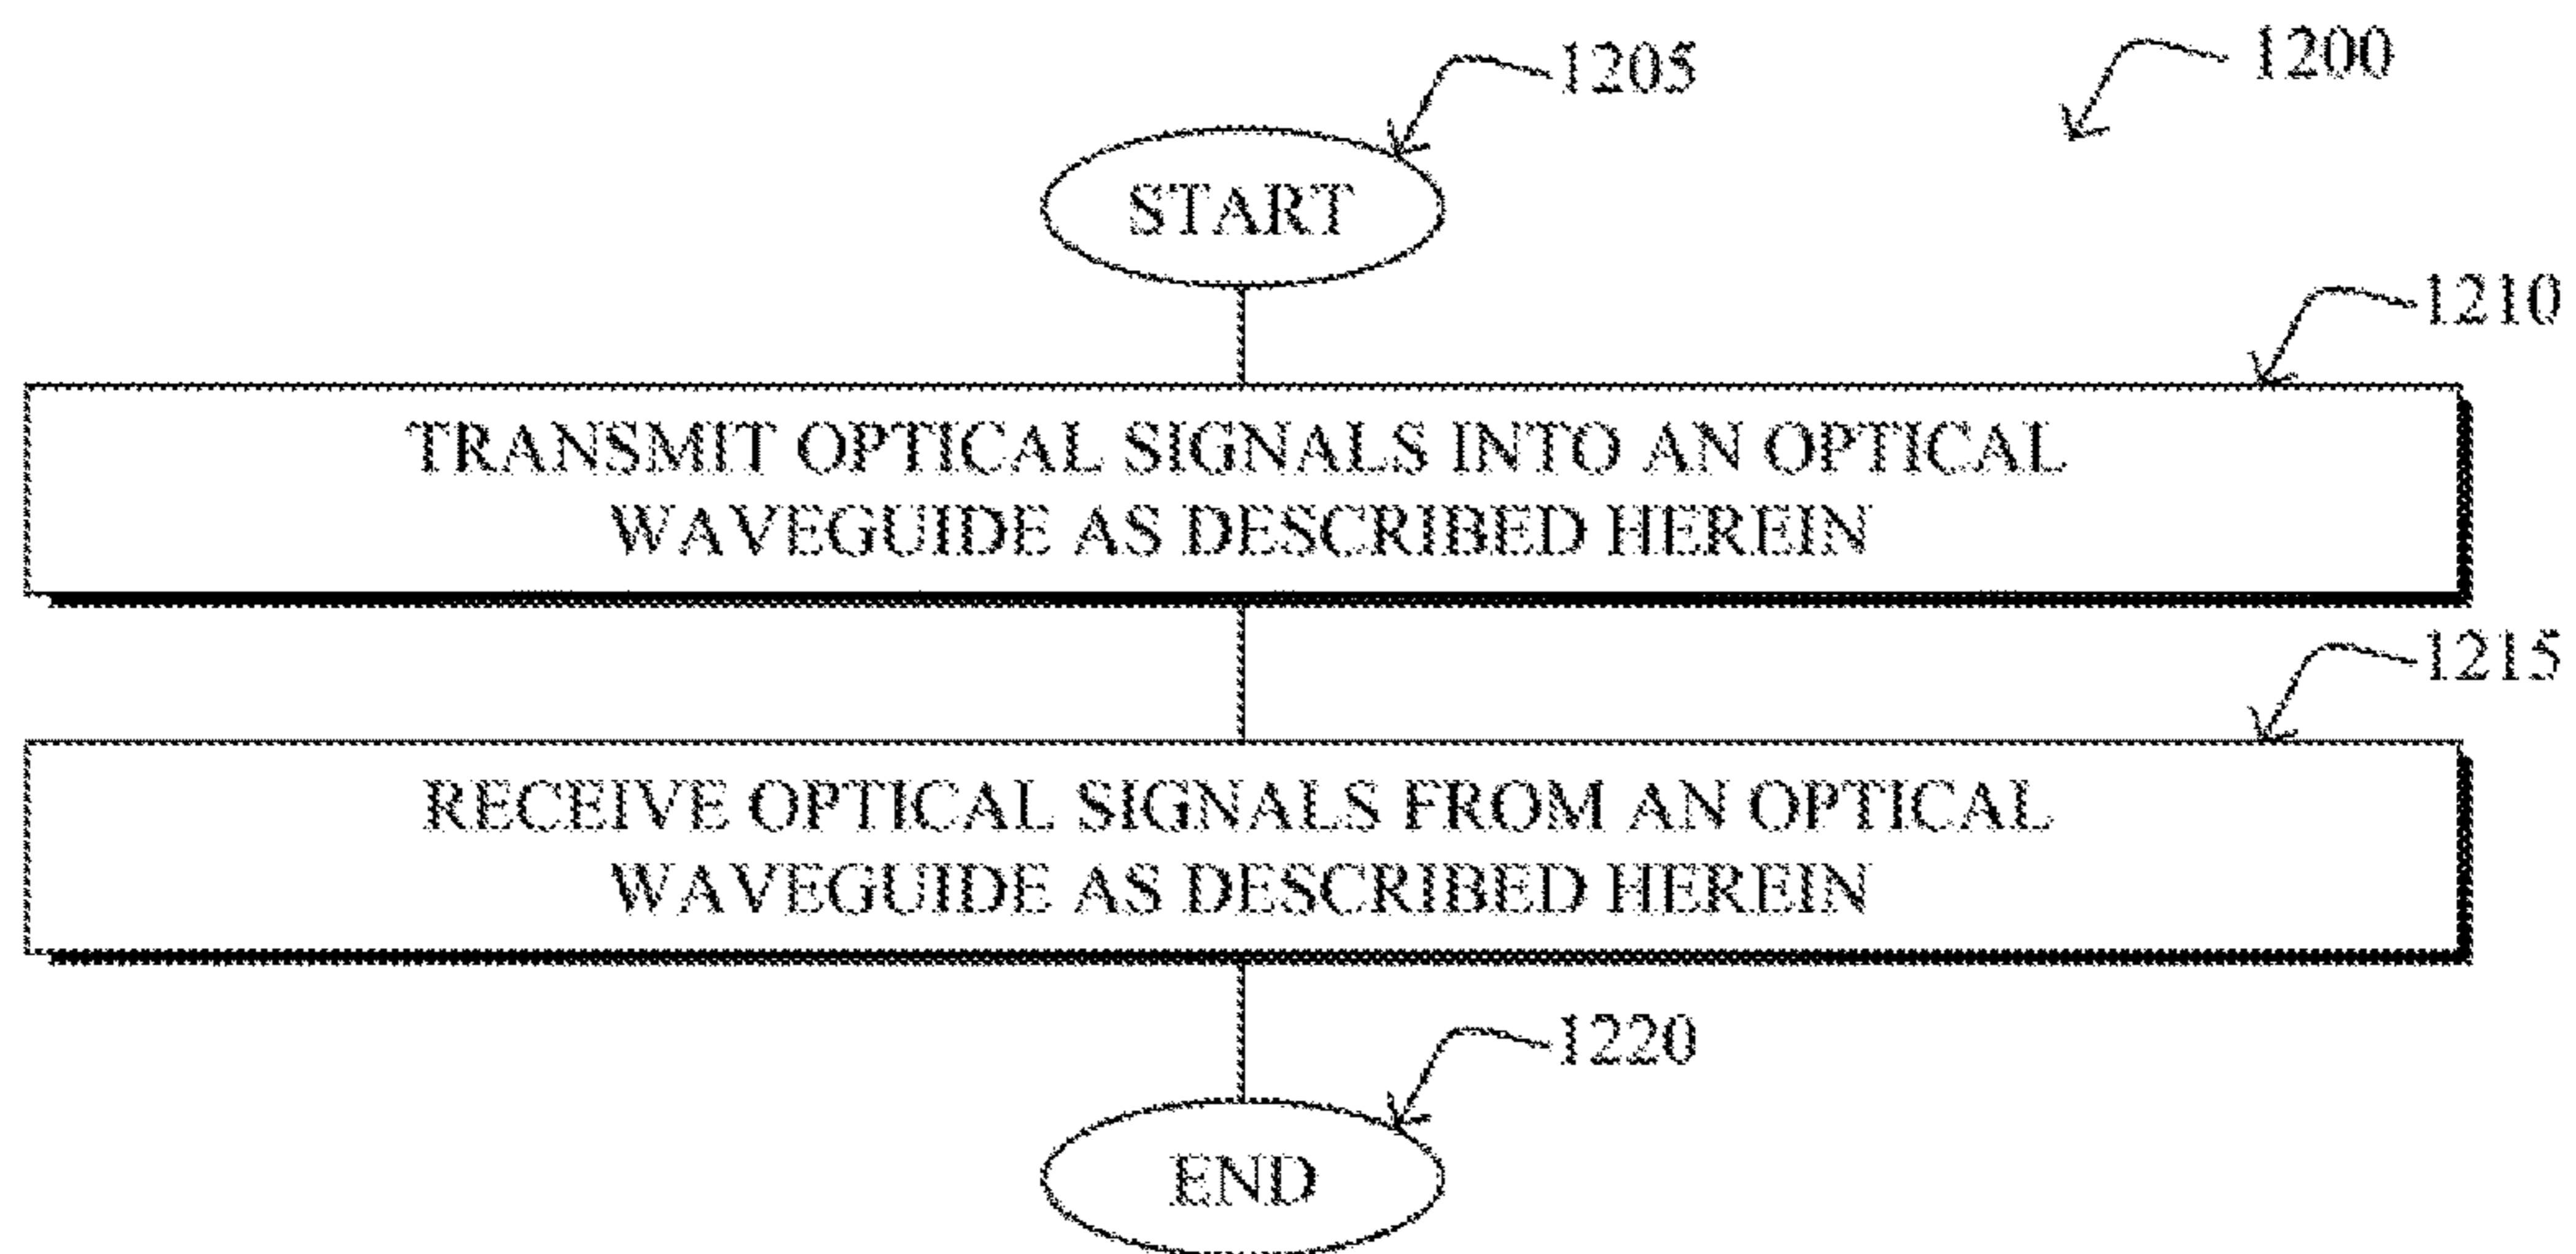 1200
1205
START
1210
TRANSMIT OPTICAL SIGNALS INTO AN OPTICAL
WAVEGUIDE AS DESCRIBED HEREIN
1215
RECEIVE OPTICAL SIGNALS FROM AN OPTICAL
WAVEGUIDE AS DESCRIBED HEREIN
1220
END